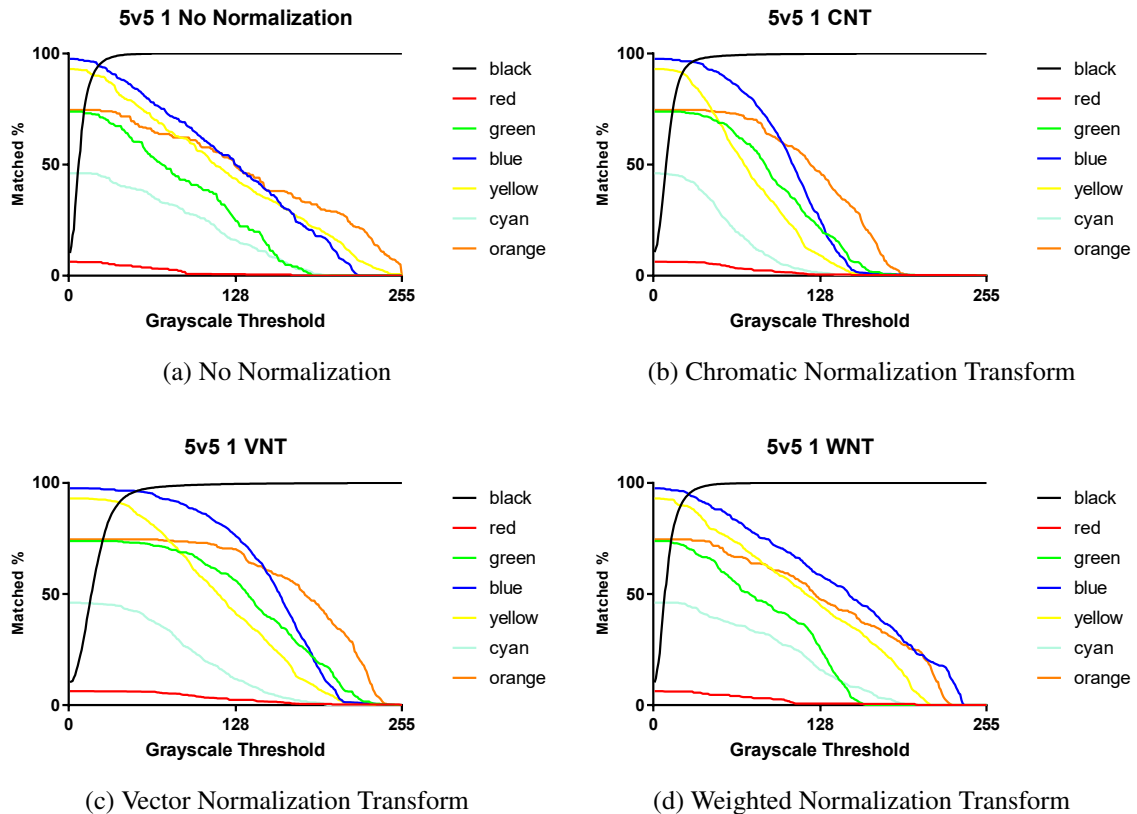 5v5 1 No Normalization
100
50
0
Matched %
0 128 255
Grayscale Threshold
black
red
green
blue
yellow
cyan
orange
(a) No Normalization
5v5 1 CNT
100
50
0
Matched %
0 128 255
Grayscale Threshold
black
red
green
blue
yellow
cyan
orange
(b) Chromatic Normalization Transform
5v5 1 VNT
100
50
0
Matched %
0 128 255
Grayscale Threshold
black
red
green
blue
yellow
cyan
orange
(c) Vector Normalization Transform
5v5 1 WNT
100
50
0
Matched %
0 128 255
Grayscale Threshold
black
red
green
blue
yellow
cyan
orange
(d) Weighted Normalization Transform